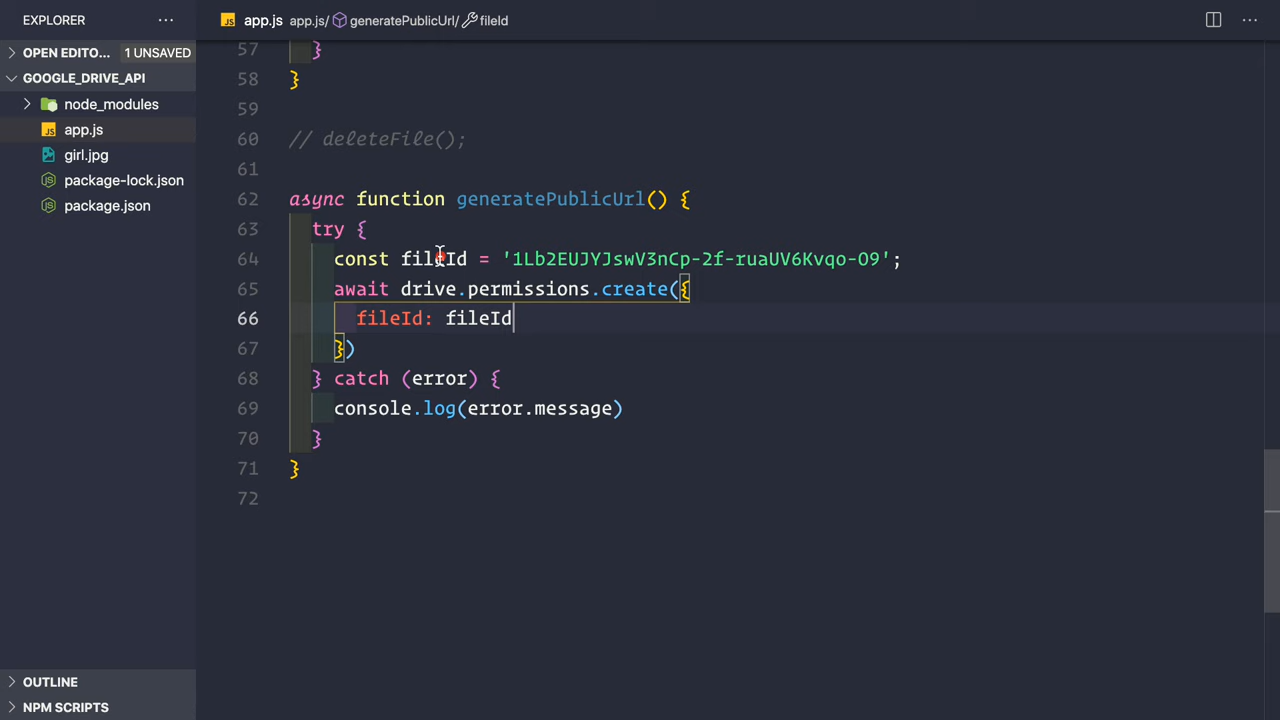 EXPLORER
···
JS app.js app.js/ generatePublicUrl/ fileId
···
OPEN EDITO... 1 UNSAVED
GOOGLE_DRIVE_API
node_modules
JS app.js
girl.jpg
package-lock.json
package.json
OUTLINE
NPM SCRIPTS
57 }
58 }
59
60 // deleteFile();
61
62 async function generatePublicUrl() {
63 try {
64 const fileId = '1Lb2EUJYJswV3nCp-2f-ruaUV6Kvqo-O9';
65 await drive.permissions.create({
66 fileId: fileId
67 })
68 } catch (error) {
69 console.log(error.message)
70 }
71 }
72